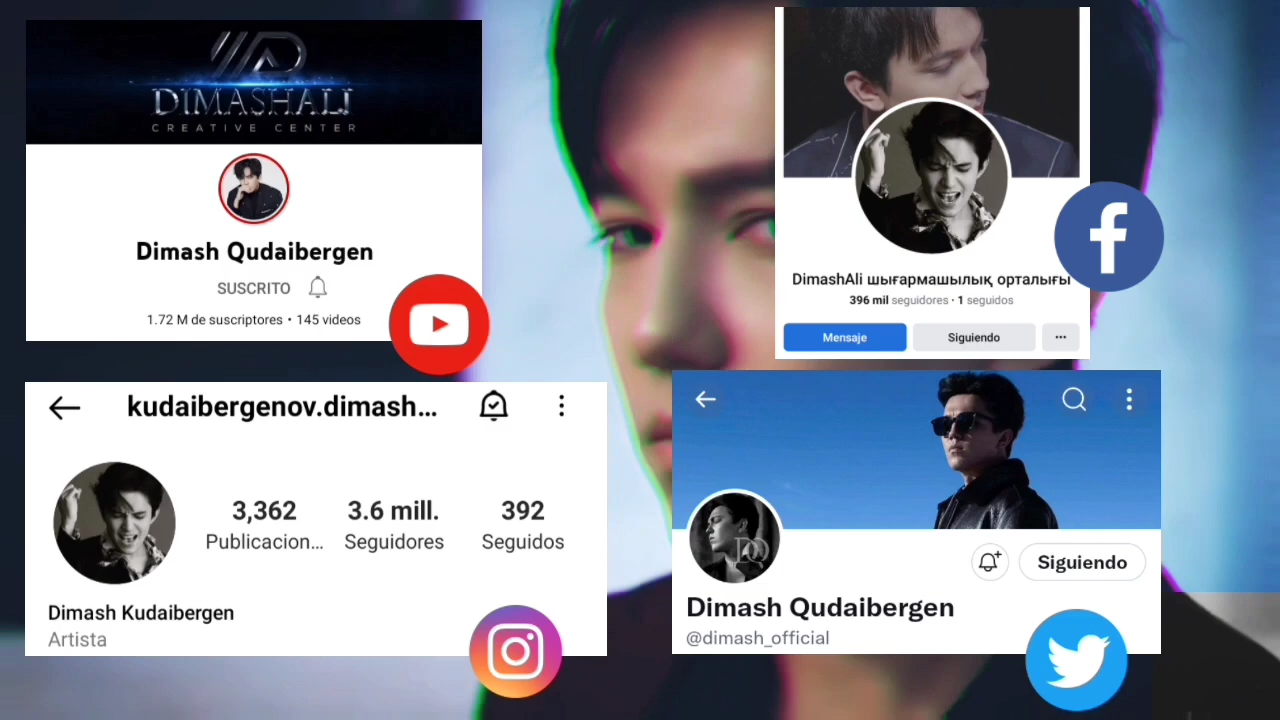 DIMASHALI
CREATIVE CENTER
Dimash Qudaibergen
SUSCRITO
1.72 M de suscriptores • 145 videos
DimashAli шығармашылық орталығы
396 mil seguidores • 1 seguidos
Mensaje
Siguiendo
kudaibergenov.dimash...
3,362
3.6 mill.
392
Publicacion...
Seguidores
Seguidos
Dimash Kudaibergen
Artista
DQ
Siguiendo
Dimash Qudaibergen
@dimash_official